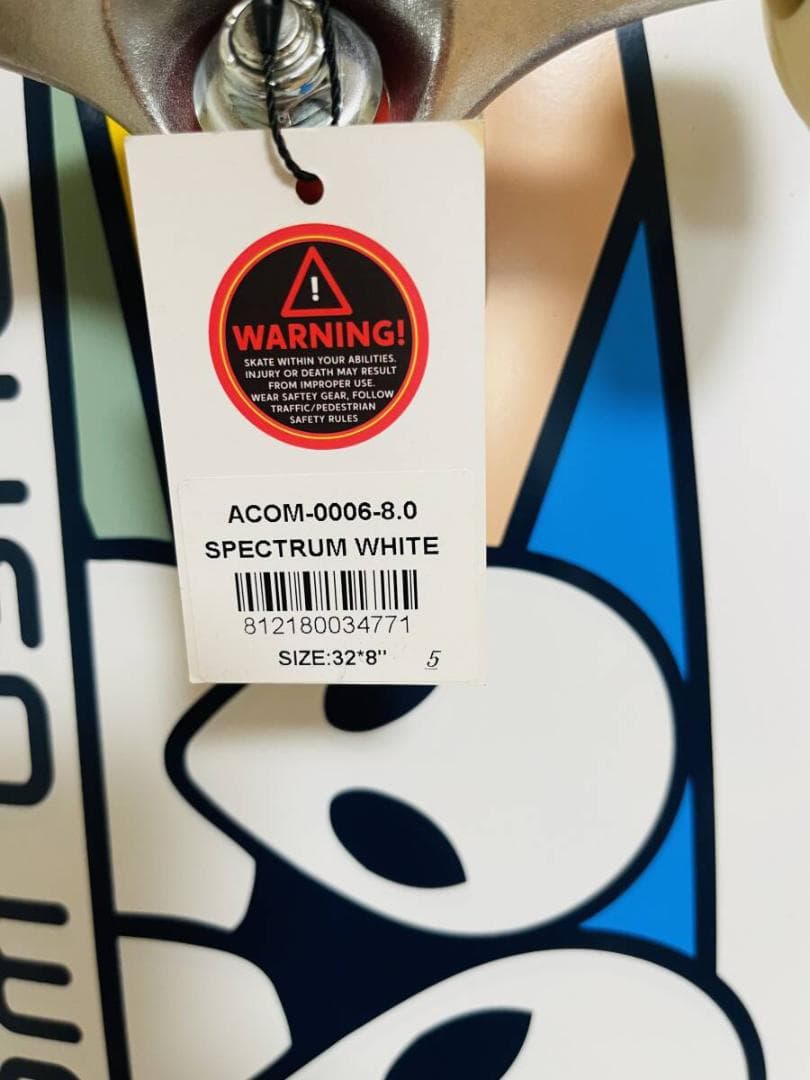 !
WARNING!
SKATE WITHIN YOUR ABILITIES.
INJURY OR DEATH MAY RESULT
FROM IMPROPER USE.
WEAR SAFTEY GEAR, FOLLOW
TRAFFIC/PEDESTRIAN
SAFETY RULES
ACOM-0006-8.0
SPECTRUM WHITE
812180034771
SIZE:32*8" 5